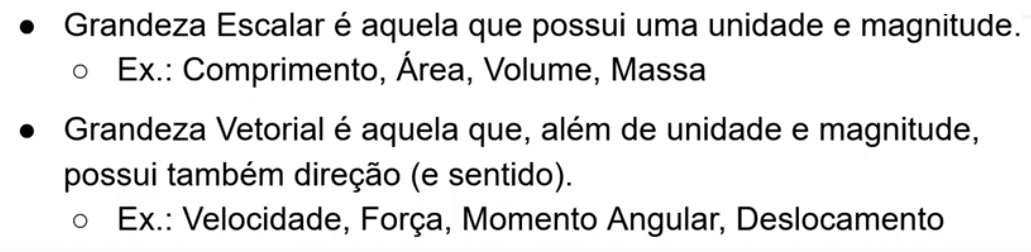 ● Grandeza Escalar é aquela que possui uma unidade e magnitude.
○ Ex.: Comprimento, Área, Volume, Massa
● Grandeza Vetorial é aquela que, além de unidade e magnitude,
possui também direção (e sentido).
○ Ex.: Velocidade, Força, Momento Angular, Deslocamento